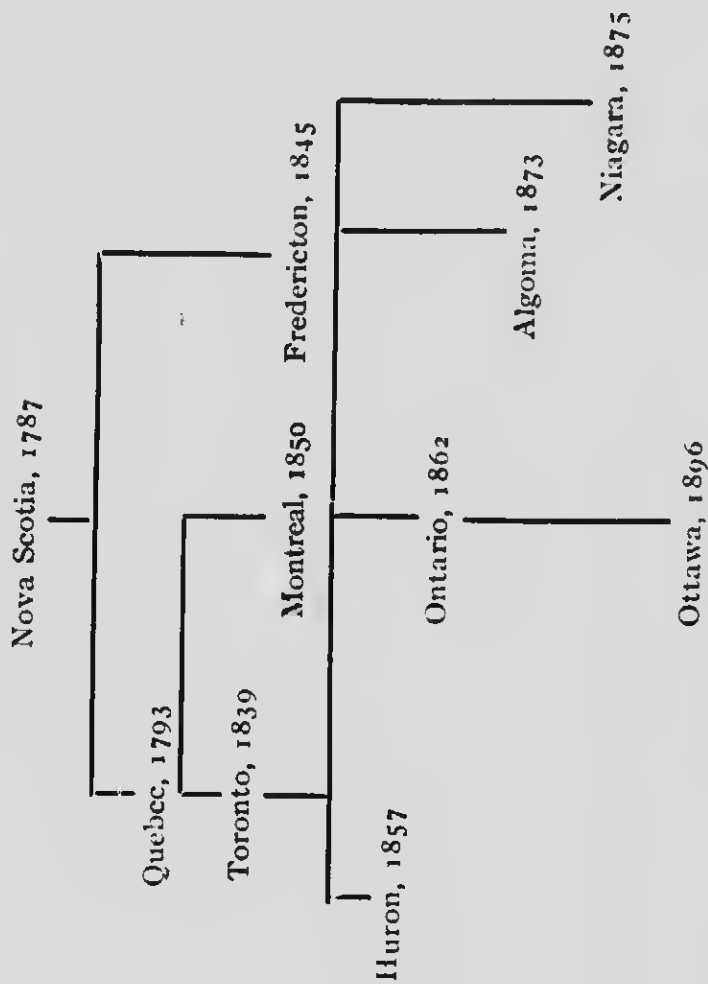 Nova Scotia, 1787
Quebec, 1793
Toronto, 1839
Montreal, 1850
Fredericton, 1845
Huron, 1857
Ontario, 1862
Algoma, 1873
Niagara, 1875
Ottawa, 1896